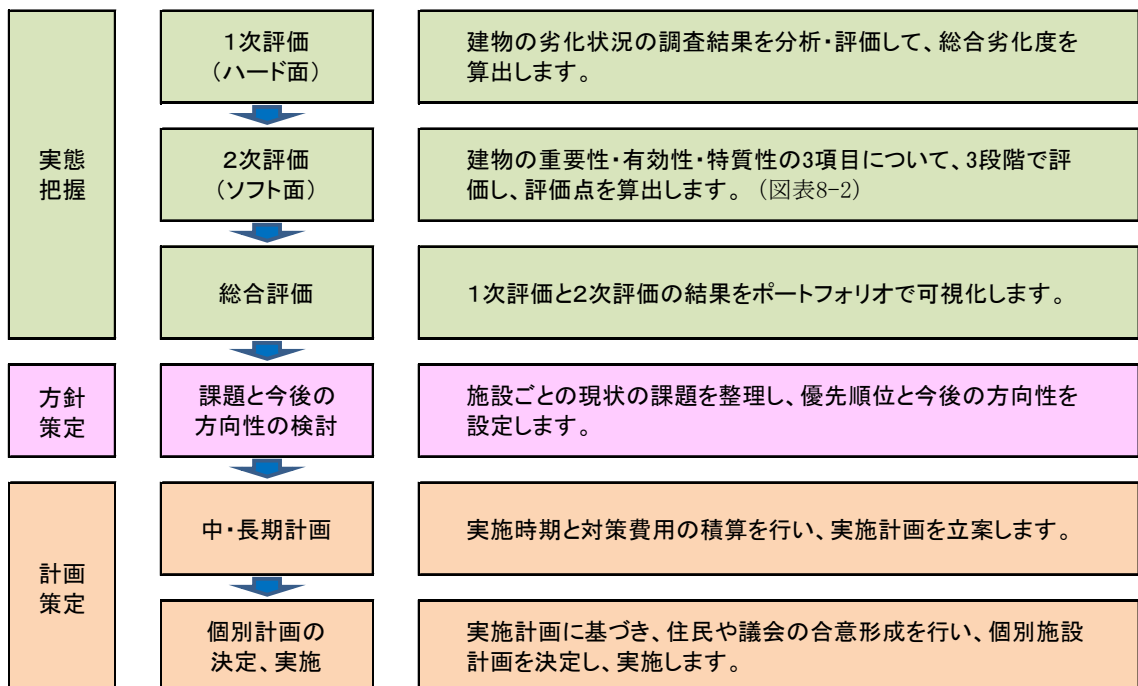 実態
把握
1次評価
（ハード面）
建物の劣化状況の調査結果を分析・評価して、総合劣化度を
算出します。
2次評価
（ソフト面）
建物の重要性・有効性・特質性の3項目について、3段階で評
価し、評価点を算出します。（図表8-2）
総合評価
1次評価と2次評価の結果をポートフォリオで可視化します。
方針
策定
課題と今後の
方向性の検討
施設ごとの現状の課題を整理し、優先順位と今後の方向性を
設定します。
計画
策定
中・長期計画
実施時期と対策費用の積算を行い、実施計画を立案します。
個別計画の
決定、実施
実施計画に基づき、住民や議会の合意形成を行い、個別施設
計画を決定し、実施します。